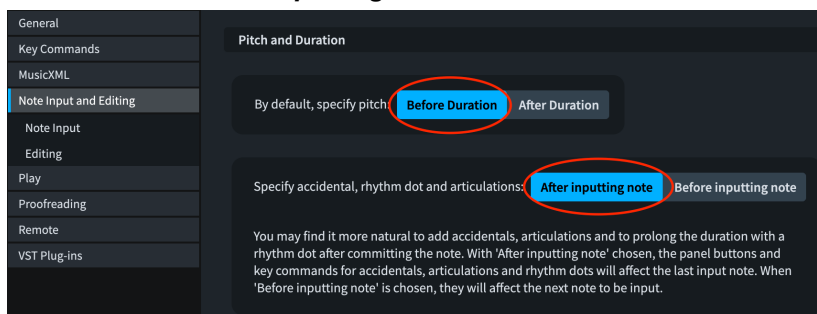 General
Key Commands
MusicXML
Note Input and Editing
Note Input
Editing
Play
Proofreading
Remote
VST Plug-ins
Pitch and Duration
By default, specify pitch: Before Duration After Duration
Specify accidental, rhythm dot and articulations: After inputting note Before inputting note
You may find it more natural to add accidentals, articulations and to prolong the duration with a
rhythm dot after committing the note. With 'After inputting note' chosen, the panel buttons and
key commands for accidentals, articulations and rhythm dots will affect the last input note. When
'Before inputting note' is chosen, they will affect the next note to be input.